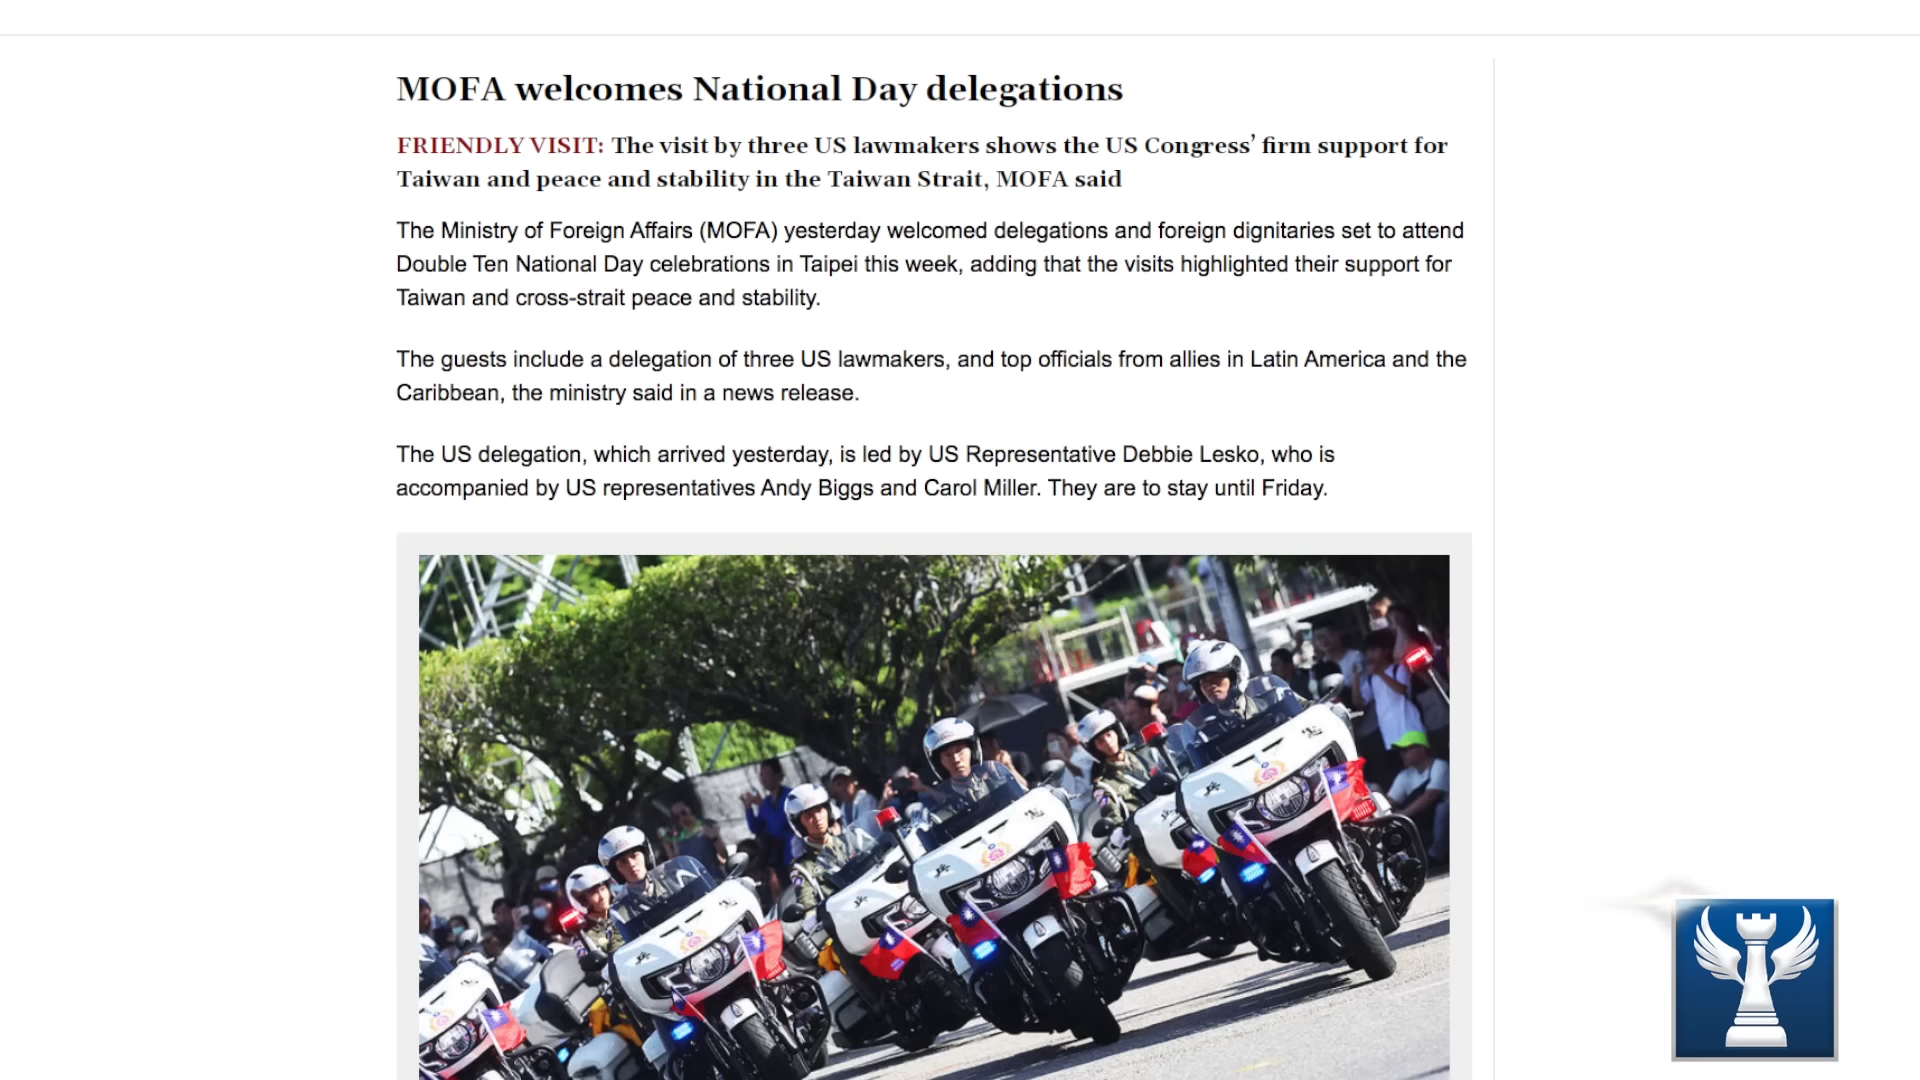 MOFA welcomes National Day delegations
FRIENDLY VISIT: The visit by three US lawmakers shows the US Congress’ firm support for
Taiwan and peace and stability in the Taiwan Strait, MOFA said
The Ministry of Foreign Affairs (MOFA) yesterday welcomed delegations and foreign dignitaries set to attend
Double Ten National Day celebrations in Taipei this week, adding that the visits highlighted their support for
Taiwan and cross-strait peace and stability.
The guests include a delegation of three US lawmakers, and top officials from allies in Latin America and the
Caribbean, the ministry said in a news release.
The US delegation, which arrived yesterday, is led by US Representative Debbie Lesko, who is
accompanied by US representatives Andy Biggs and Carol Miller. They are to stay until Friday.